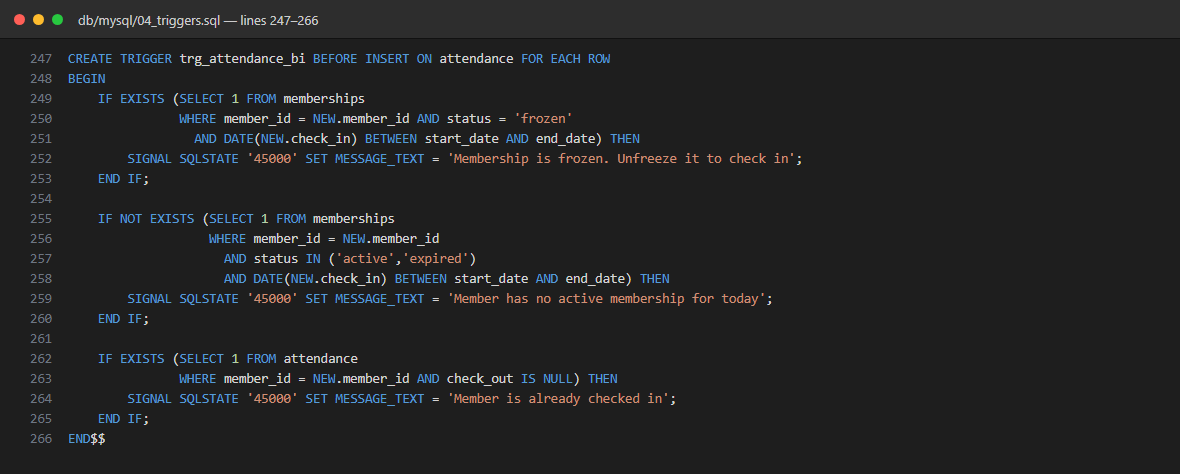 db/mysql/04_triggers.sql — lines 247–266
247 CREATE TRIGGER trg_attendance_bi BEFORE INSERT ON attendance FOR EACH ROW
248 BEGIN
249     IF EXISTS (SELECT 1 FROM memberships
250                WHERE member_id = NEW.member_id AND status = 'frozen'
251                  AND DATE(NEW.check_in) BETWEEN start_date AND end_date) THEN
252         SIGNAL SQLSTATE '45000' SET MESSAGE_TEXT = 'Membership is frozen. Unfreeze it to check in';
253     END IF;
254
255     IF NOT EXISTS (SELECT 1 FROM memberships
256                    WHERE member_id = NEW.member_id
257                      AND status IN ('active','expired')
258                      AND DATE(NEW.check_in) BETWEEN start_date AND end_date) THEN
259         SIGNAL SQLSTATE '45000' SET MESSAGE_TEXT = 'Member has no active membership for today';
260     END IF;
261
262     IF EXISTS (SELECT 1 FROM attendance
263                WHERE member_id = NEW.member_id AND check_out IS NULL) THEN
264         SIGNAL SQLSTATE '45000' SET MESSAGE_TEXT = 'Member is already checked in';
265     END IF;
266 END$$